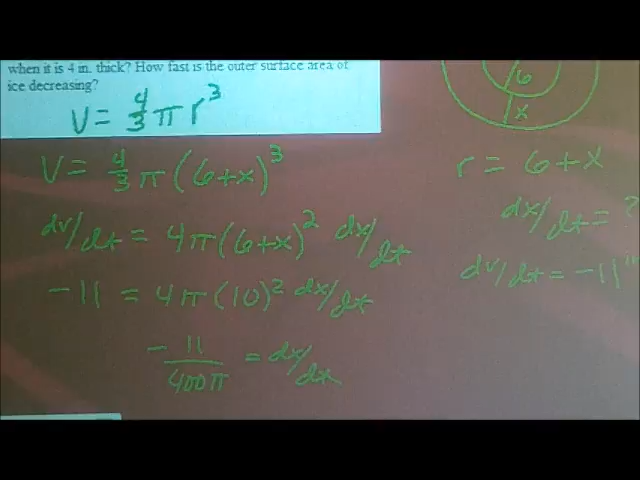 when it is 4 in. thick? How fast is the outer surface area of
ice decreasing?
V = 4/3 π r³
6
x
V = 4/3 π (6+x)³
r = 6 + x
dv/dt = 4π(6+x)² dx/dt
dx/dt = ?
-11 = 4π(10)² dx/dt
dv/dt = -11
-11/400π = dx/dt